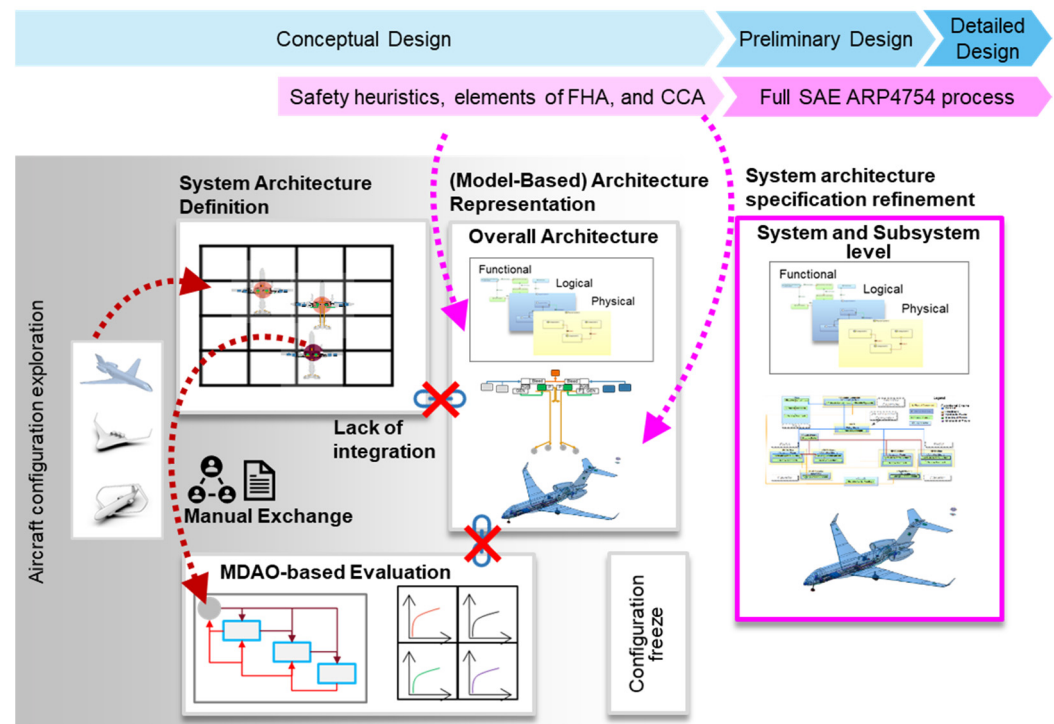 Conceptual Design
Preliminary Design
Detailed
Design
Safety heuristics, elements of FHA, and CCA
Full SAE ARP4754 process
System Architecture
Definition
(Model-Based) Architecture
Representation
System architecture
specification refinement
Overall Architecture
Functional
Logical
Physical
System and Subsystem
level
Functional
Logical
Physical
Aircraft configuration exploration
Lack of
integration
Manual Exchange
MDAO-based Evaluation
Configuration
freeze